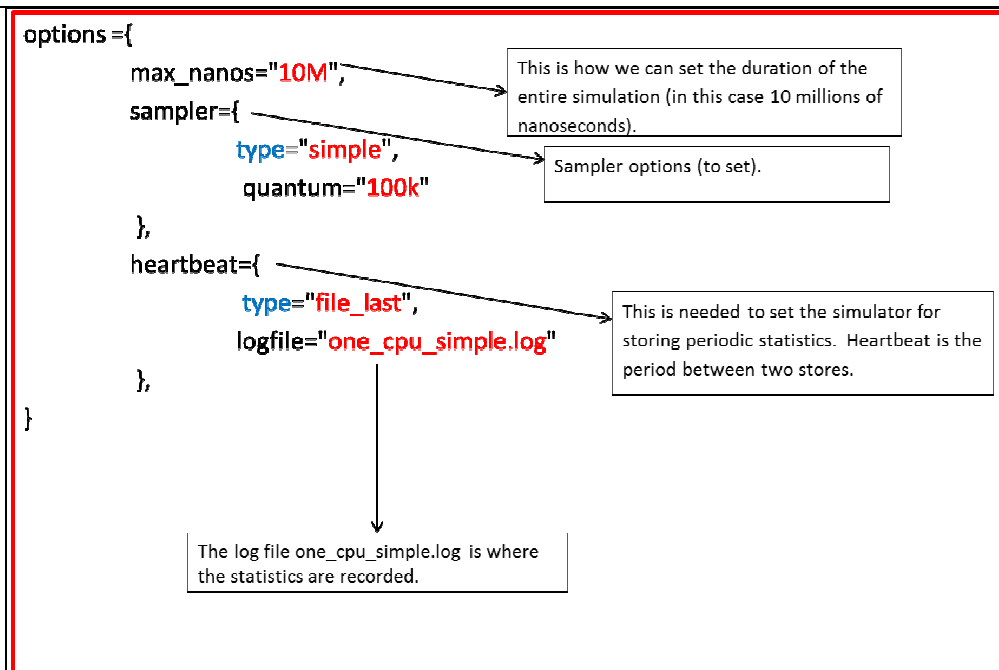 options ={
max_nanos="10M",
This is how we can set the duration of the
entire simulation (in this case 10 millions of
nanoseconds).
sampler={
type="simple",
Sampler options (to set).
quantum="100k"
},
heartbeat={
type="file_last",
This is needed to set the simulator for
storing periodic statistics. Heartbeat is the
period between two stores.
logfile="one_cpu_simple.log"
},
}
The log file one_cpu_simple.log is where
the statistics are recorded.